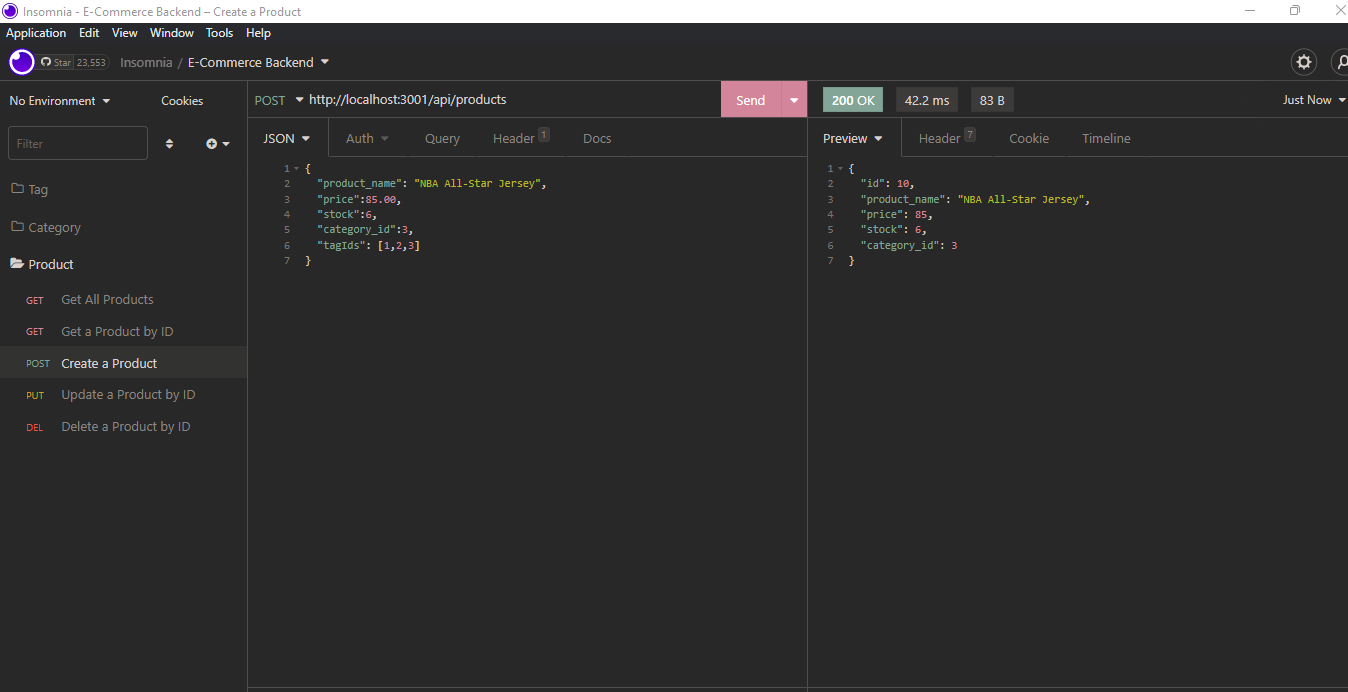 Insomnia - E-Commerce Backend – Create a Product
Application Edit View Window Tools Help
Star 23,553 Insomnia / E-Commerce Backend
No Environment Cookies
POST http://localhost:3001/api/products Send
200 OK 42.2 ms 83 B Just Now
Filter
JSON Auth Query Header 1 Docs
Preview Header 7 Cookie Timeline
Tag
Category
Product
GET Get All Products
GET Get a Product by ID
POST Create a Product
PUT Update a Product by ID
DEL Delete a Product by ID
1 {
2 "product_name": "NBA All-Star Jersey",
3 "price":85.00,
4 "stock":6,
5 "category_id":3,
6 "tagIds": [1,2,3]
7 }
1 {
2 "id": 10,
3 "product_name": "NBA All-Star Jersey",
4 "price": 85,
5 "stock": 6,
6 "category_id": 3
7 }